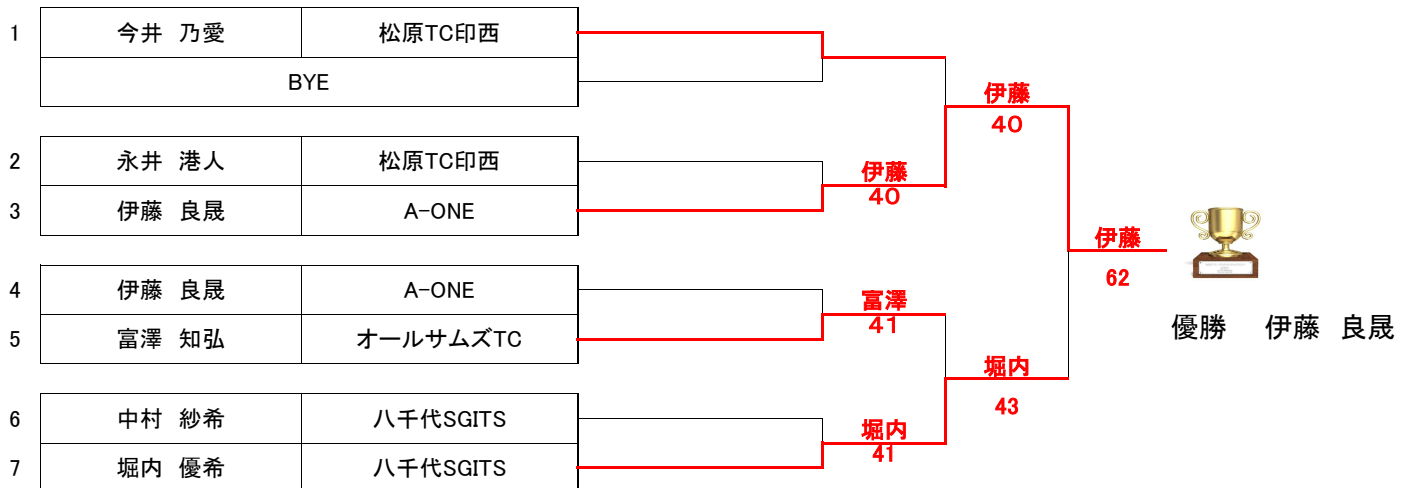 1 今井 乃愛 松原TC印西
BYE
伊藤
40
2 永井 港人 松原TC印西
伊藤
40
3 伊藤 良晟 A-ONE
伊藤
62
4 伊藤 良晟 A-ONE
富澤
41
5 富澤 知弘 オールサムズTC
優勝 伊藤 良晟
堀内
43
6 中村 紗希 八千代SGITS
堀内
41
7 堀内 優希 八千代SGITS